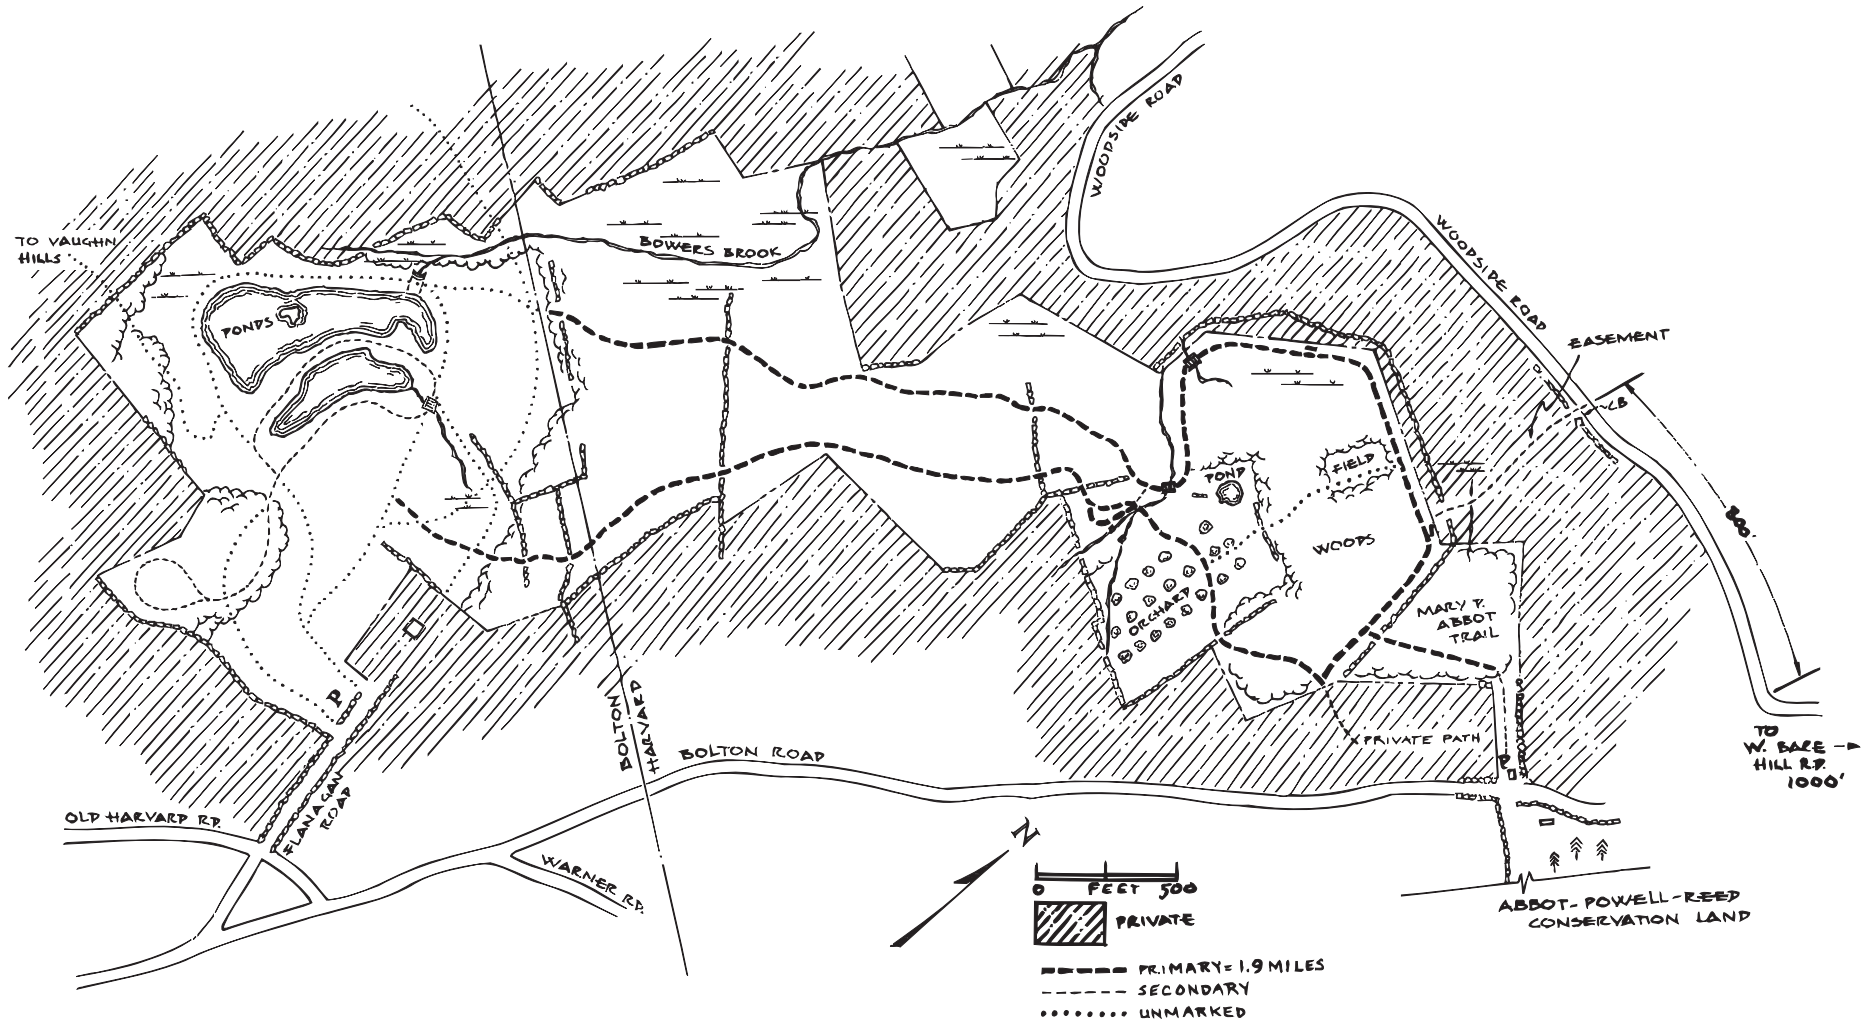 WOODSIDE ROAD
TO VAUGHN
HILLS
BOWERS BROOK
WOODSIDE ROAD
PONDS
EASEMENT
CB
POND
FIELD
800'
WOODS
ORCHARD
MARY P.
ABBOT
TRAIL
P
BOLTON
HARVARD
PRIVATE PATH
P
BOLTON ROAD
TO
W. BARE
HILL RD.
1000'
OLD HARVARD RD.
FLANAGAN
ROAD
WARNER RD.
N
0 FEET 500
PRIVATE
ABBOT-POWELL-REED
CONSERVATION LAND
PRIMARY = 1.9 MILES
SECONDARY
UNMARKED